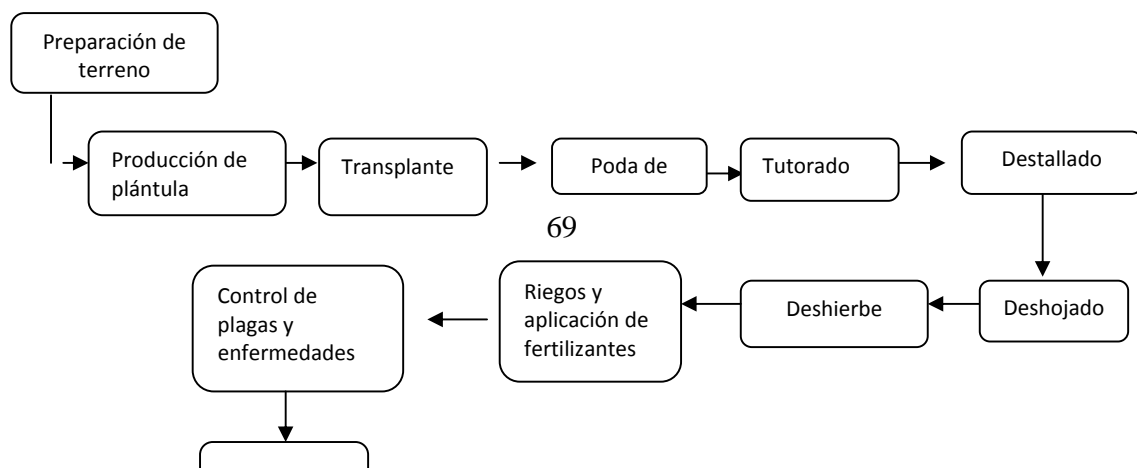 Preparación de
terreno
Producción de
plántula
Transplante
Poda de
Tutorado
Destallado
69
Deshojado
Deshierbe
Riegos y
aplicación de
fertilizantes
Control de
plagas y
enfermedades